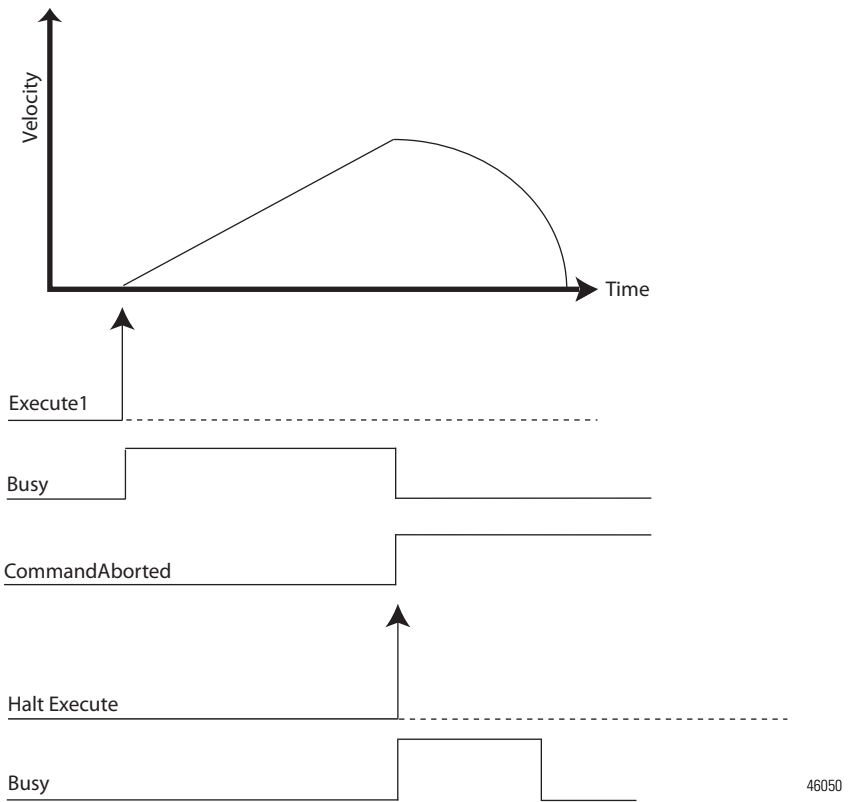 Velocity
Time
Execute1
Busy
CommandAborted
Halt Execute
Busy
46050